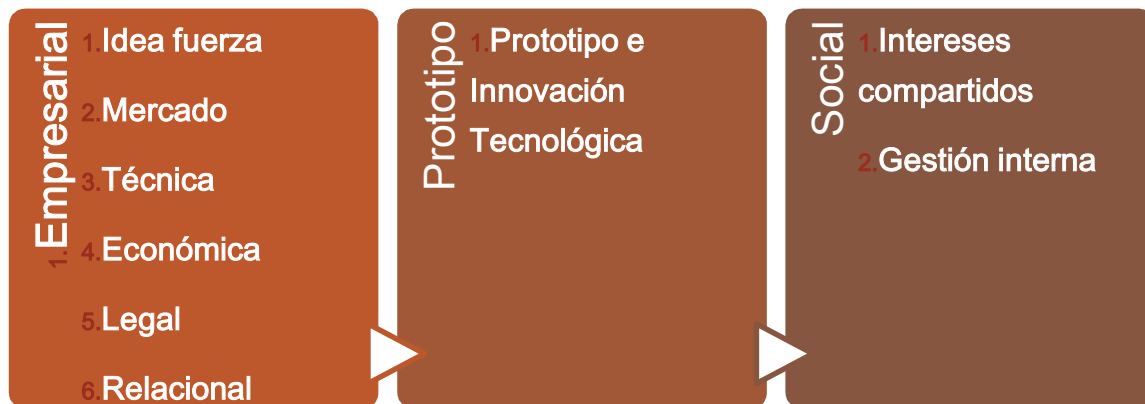 1.Empresarial
1.Idea fuerza
2.Mercado
3.Técnica
4.Económica
5.Legal
6.Relacional
Prototipo
1.Prototipo e
Innovación
Tecnológica
Social
1.Intereses
compartidos
2.Gestión interna